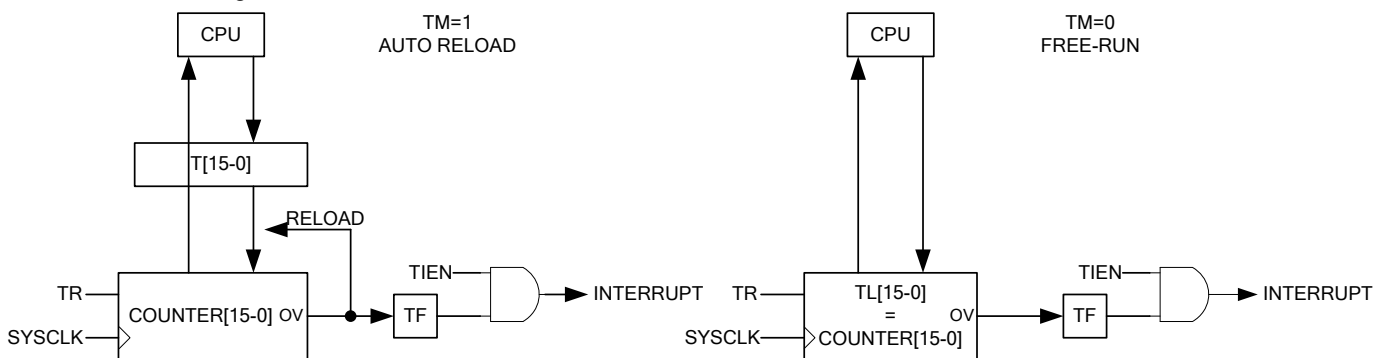 CPU
TM=1
AUTO RELOAD
T[15-0]
RELOAD
TR
SYSCLK
COUNTER[15-0]
OV
TF
TIEN
INTERRUPT
CPU
TM=0
FREE-RUN
TR
SYSCLK
TL[15-0]
=
COUNTER[15-0]
OV
TF
TIEN
INTERRUPT